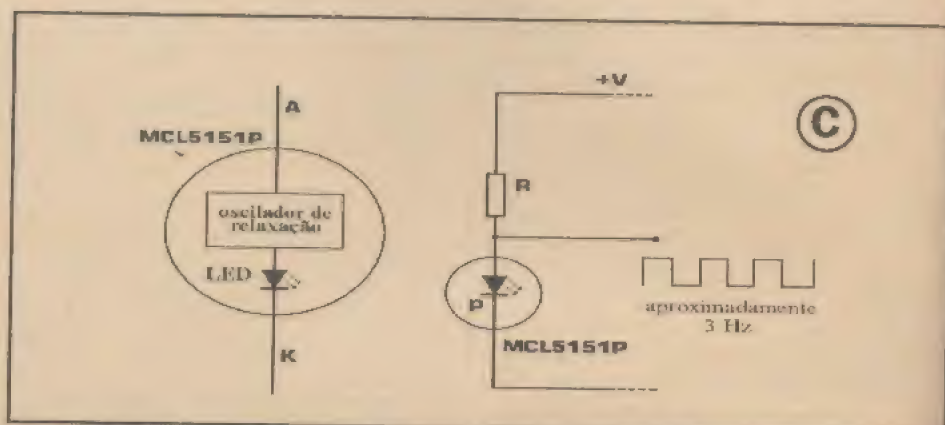 A
MCL5151P
oscilador de
relaxação
LED
K
+V
R
P
MCL5151P
aproximadamente
3 Hz
C